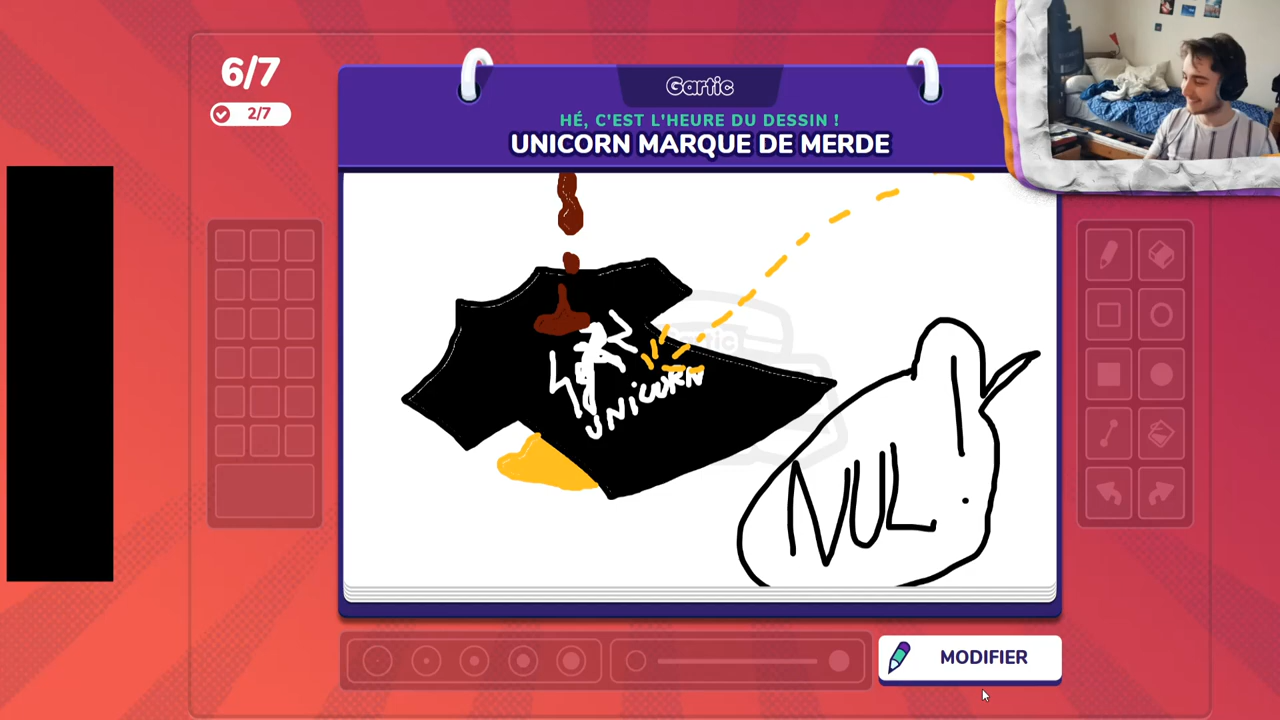 6/7
2/7
Gartic
HÉ, C'EST L'HEURE DU DESSIN !
UNICORN MARQUE DE MERDE
UNiCORN
NUL !
MODIFIER